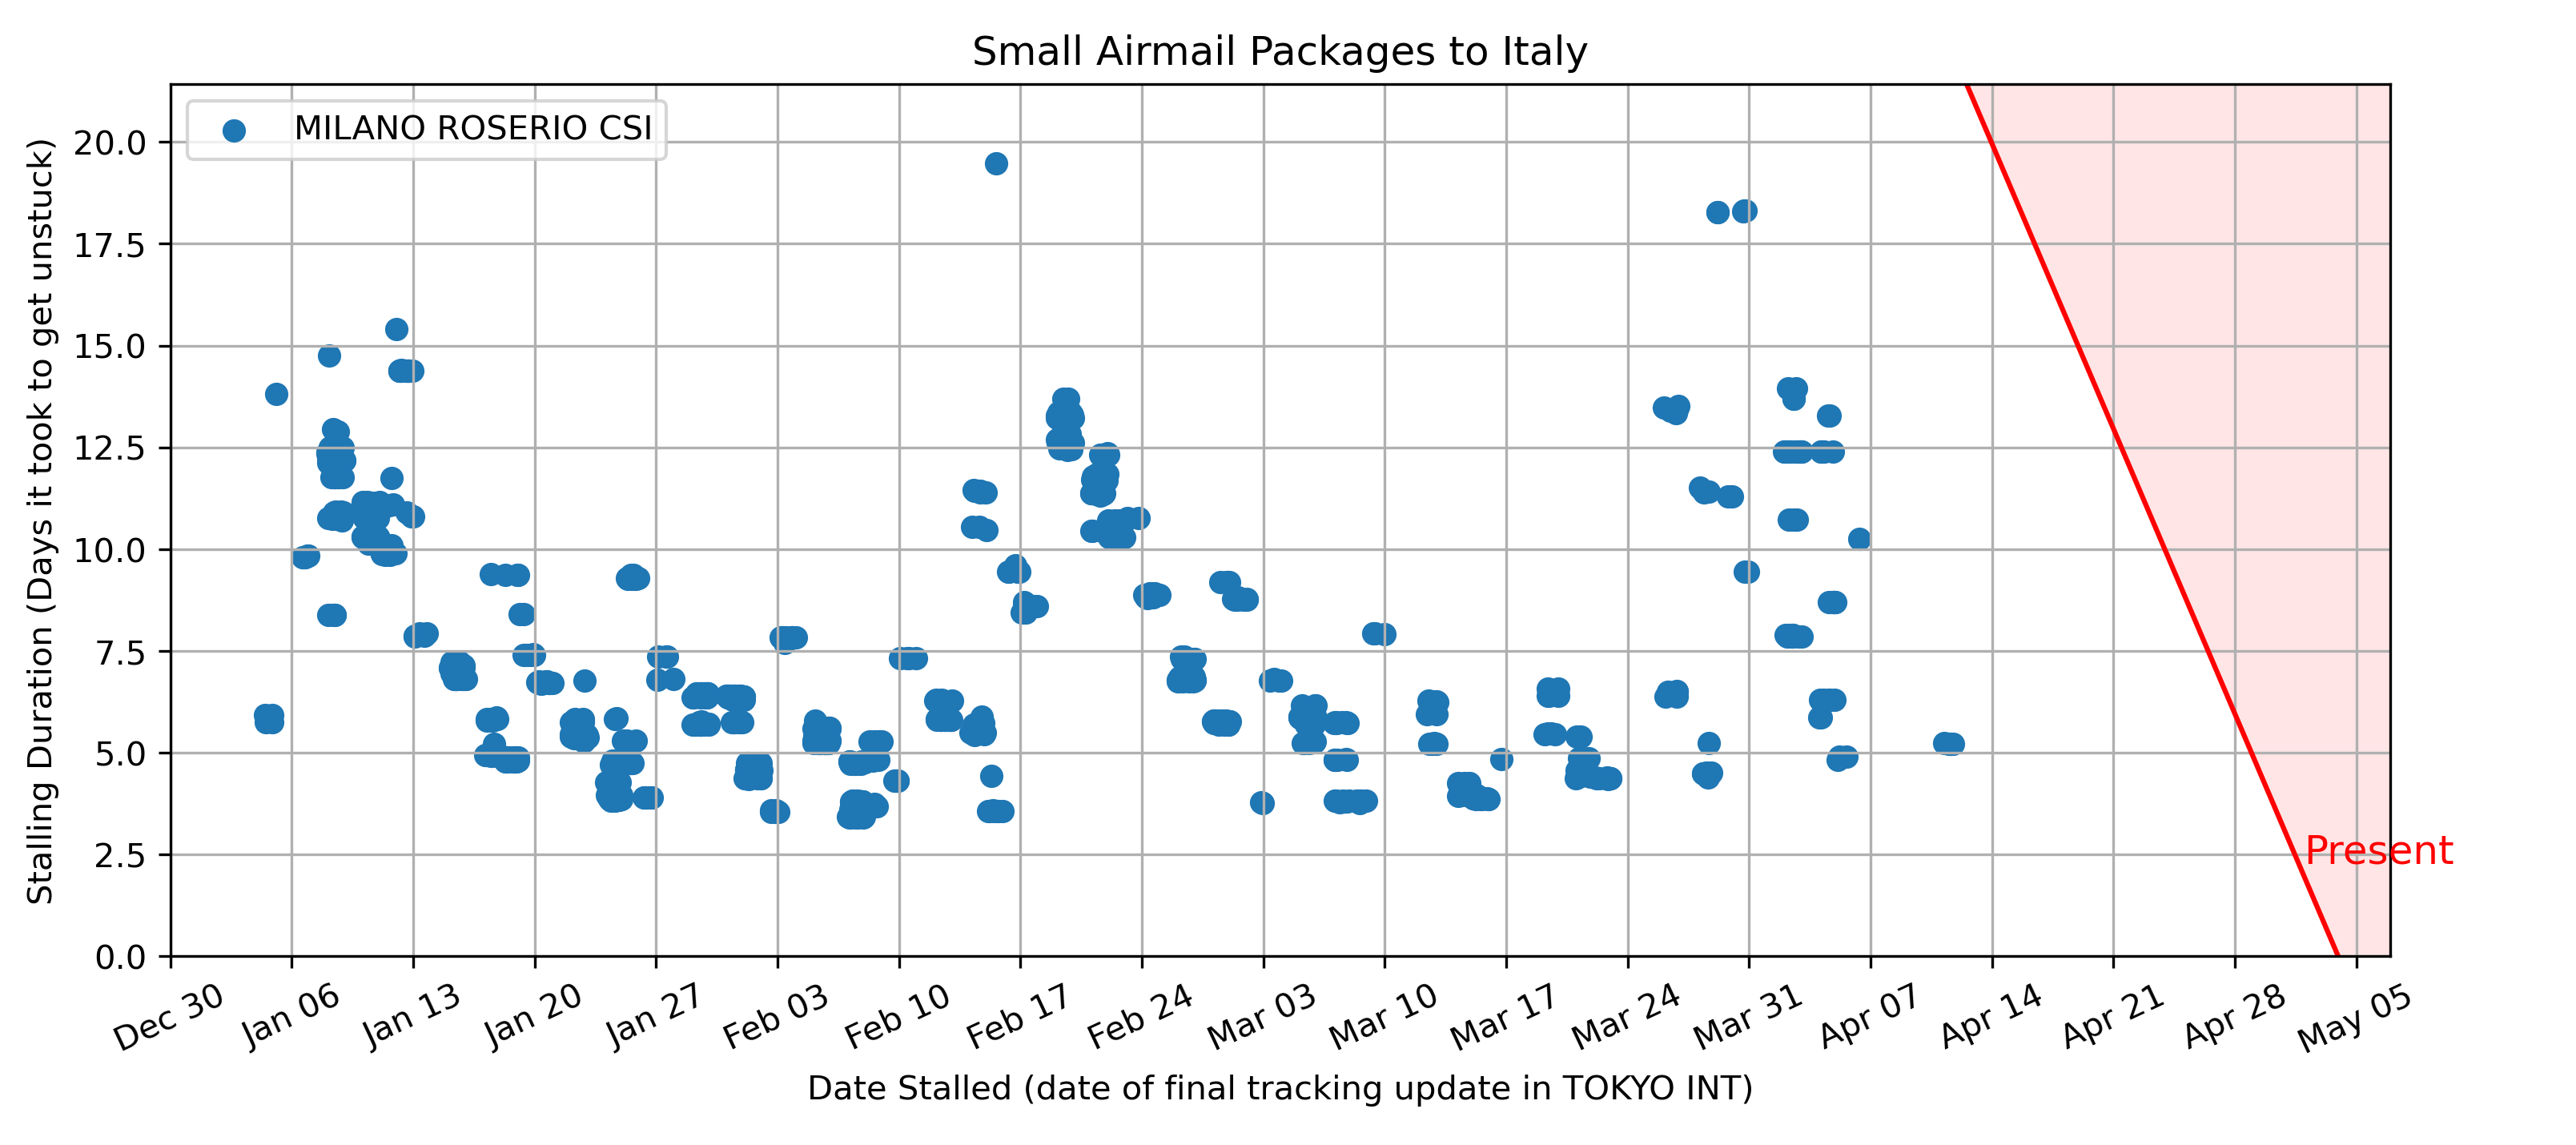 Small Airmail Packages to Italy
MILANO ROSERIO CSI
Stalling Duration (Days it took to get unstuck)
20.0
17.5
15.0
12.5
10.0
7.5
5.0
2.5
0.0
Present
Dec 30 Jan 06 Jan 13 Jan 20 Jan 27 Feb 03 Feb 10 Feb 17 Feb 24 Mar 03 Mar 10 Mar 17 Mar 24 Mar 31 Apr 07 Apr 14 Apr 21 Apr 28 May 05
Date Stalled (date of final tracking update in TOKYO INT)